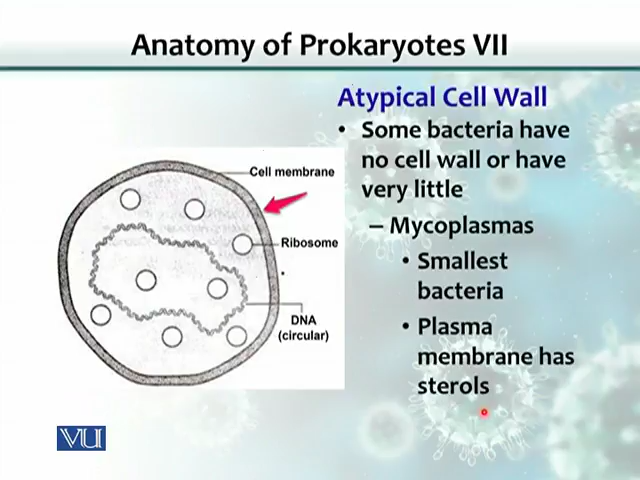 Anatomy of Prokaryotes VII
Atypical Cell Wall
• Some bacteria have
no cell wall or have
very little
– Mycoplasmas
• Smallest
bacteria
• Plasma
membrane has
sterols
Cell membrane
Ribosome
DNA
(circular)
VU